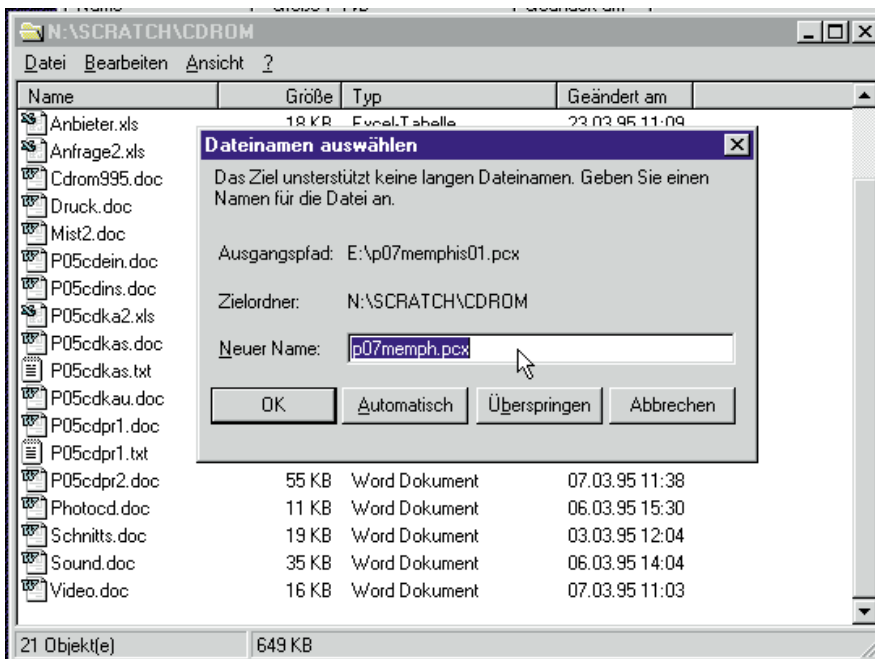 N:\SCRATCH\CDROM
Datei Bearbeiten Ansicht ?
Name Größe Typ Geändert am
Anbieter.xls 18 KB Excel-Tabelle 23.03.95 11:09
Dateinamen auswählen
Das Ziel unsterstützt keine langen Dateinamen. Geben Sie einen
Namen für die Datei an.
Ausgangspfad: E:\p07memphis01.pcx
Zielordner: N:\SCRATCH\CDROM
Neuer Name: p07memph.pcx
OK Automatisch Überspringen Abbrechen
Anfrage2.xls
Cdrom995.doc
Druck.doc
Mist2.doc
P05cdein.doc
P05cdins.doc
P05cdka2.xls
P05cdkas.doc
P05cdkas.txt
P05cdkau.doc
P05cdpr1.doc
P05cdpr1.txt
P05cdpr2.doc 55 KB Word Dokument 07.03.95 11:38
Photocd.doc 11 KB Word Dokument 06.03.95 15:30
Schnitts.doc 19 KB Word Dokument 03.03.95 12:04
Sound.doc 35 KB Word Dokument 06.03.95 14:04
Video.doc 16 KB Word Dokument 07.03.95 11:03
21 Objekt(e) 649 KB